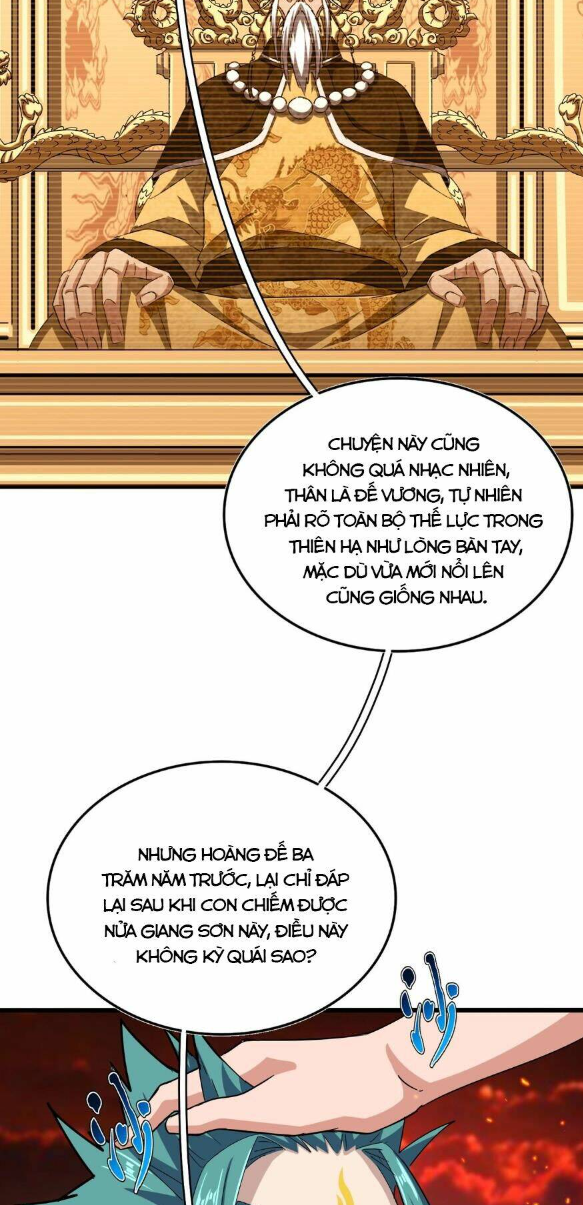 CHUYỆN NÀY CŨNG
KHÔNG QUÁ NHẠC NHIÊN,
THÂN LÀ ĐẾ VƯƠNG, TỰ NHIÊN
PHẢI RÕ TOÀN BỘ THẾ LỰC TRONG
THIÊN HẠ NHƯ LÒNG BÀN TAY,
MẶC DÙ VỪA MỚI NỔI LÊN
CŨNG GIỐNG NHAU.
NHƯNG HOÀNG ĐẾ BA
TRĂM NĂM TRƯỚC, LẠI CHỈ ĐÁP
LẠI SAU KHI CON CHIẾM ĐƯỢC
NỬA GIANG SƠN NÀY, ĐIỀU NÀY
KHÔNG KỲ QUÁI SAO?